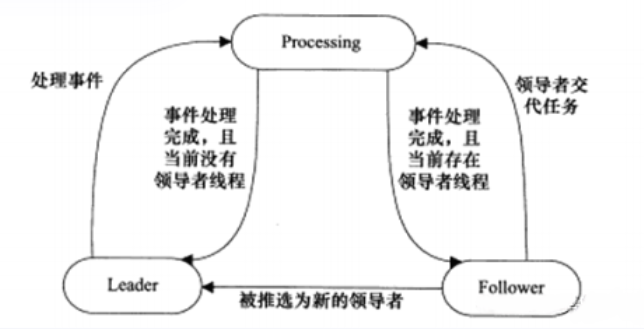 Processing
处理事件
领导者交
代任务
事件处理
完成，且
当前没有
领导者线程
事件处理
完成，且
当前存在
领导者线程
Leader
Follower
被推选为新的领导者